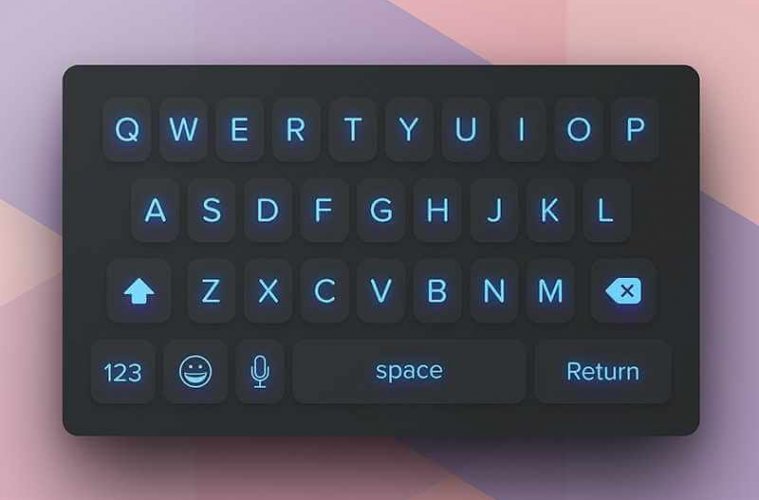 Q W E R T Y U I O P
A S D F G H J K L
Z X C V B N M
123 space Return